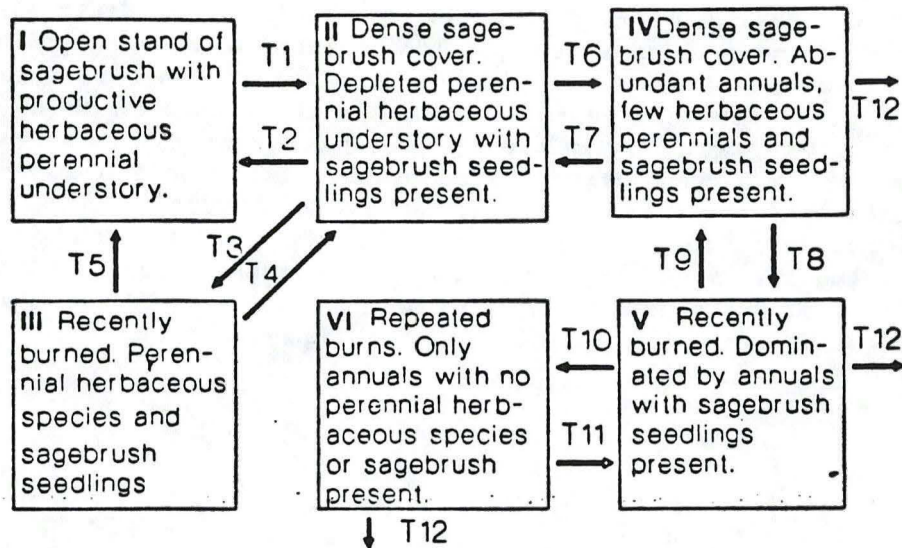 I Open stand of
sagebrush with
productive
herbaceous
perennial
understory.
T1
T2
II Dense sage-
brush cover.
Depleted peren-
nial herbaceous
understory with
sagebrush seed-
lings present.
T6
T7
IV Dense sage-
brush cover. Ab-
undant annuals,
few herbaceous
perennials and
sagebrush seed-
lings present.
T12
T5
T3
T4
T9
T8
III Recently
burned. Peren-
nial herbaceous
species and
sagebrush
seedlings
VI Repeated
burns. Only
annuals with no
perennial herb-
aceous species
or sagebrush
present.
T10
T11
V Recently
burned. Domin-
ated by annuals
with sagebrush
seedlings
present.
T12
T12